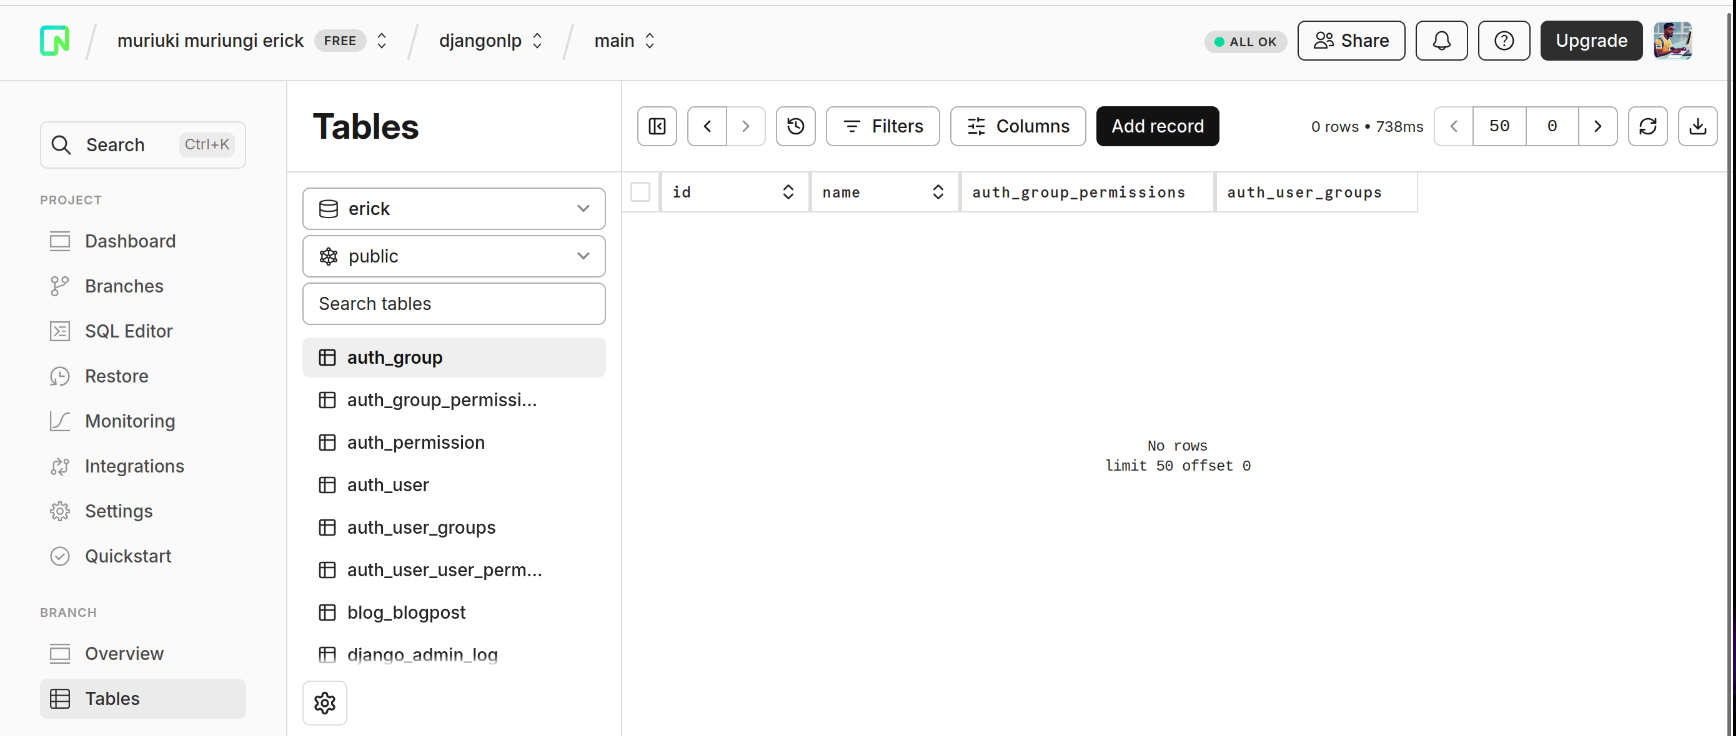 muriuki muriungi erick FREE djangonlp main ALL OK Share Upgrade
Search Ctrl+K
PROJECT
Dashboard
Branches
SQL Editor
Restore
Monitoring
Integrations
Settings
Quickstart
BRANCH
Overview
Tables
Tables
erick
public
Search tables
auth_group
auth_group_permissi...
auth_permission
auth_user
auth_user_groups
auth_user_user_perm...
blog_blogpost
django_admin_log
Filters Columns Add record 0 rows • 738ms 50 0
id name auth_group_permissions auth_user_groups
No rows
limit 50 offset 0